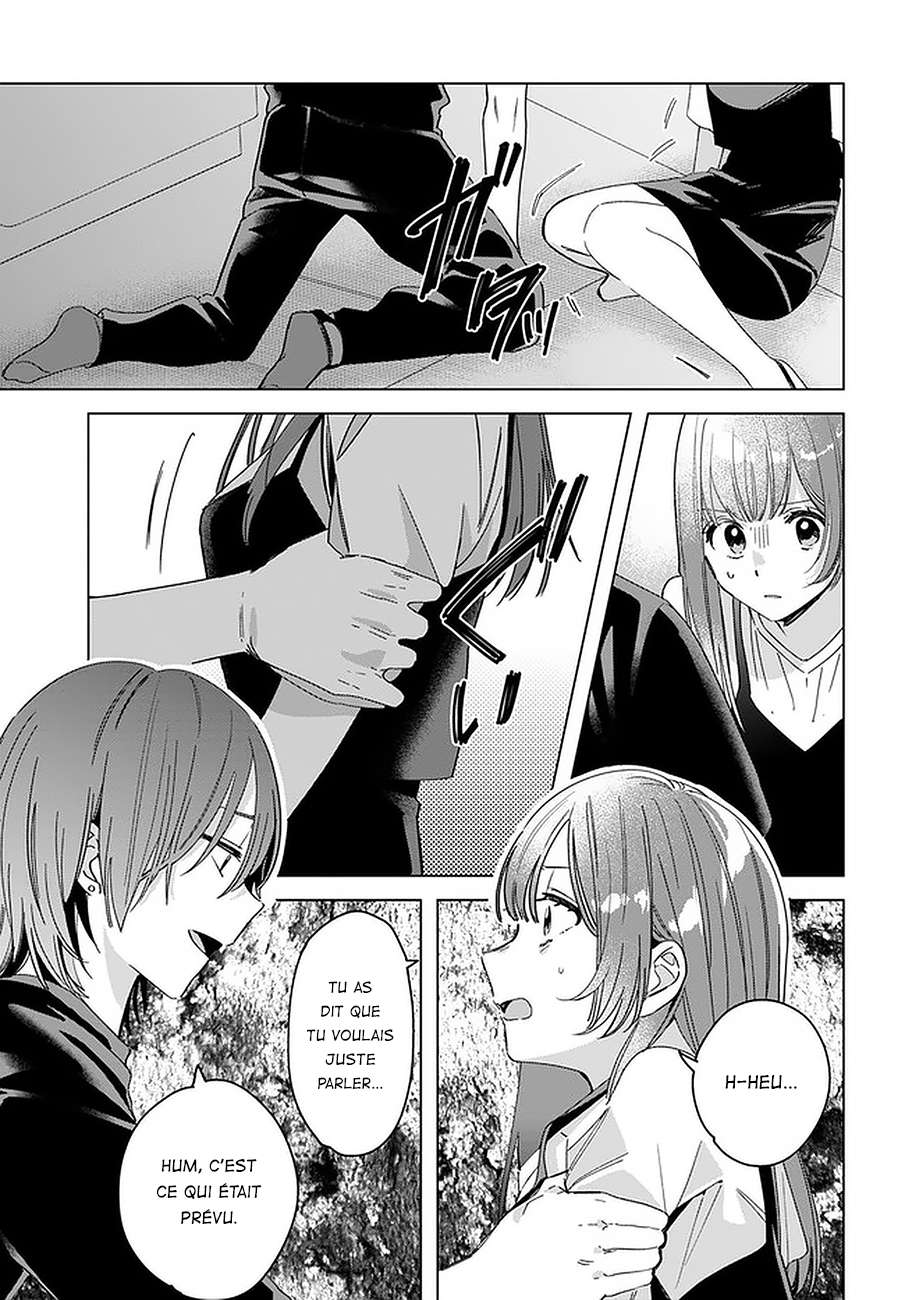 ガ
ガタッ
ぐい
H-HEU...
TU AS
DIT QUE
TU VOULAIS
JUSTE
PARLER...
HUM, C'EST
CE QUI ÉTAIT
PRÉVU.